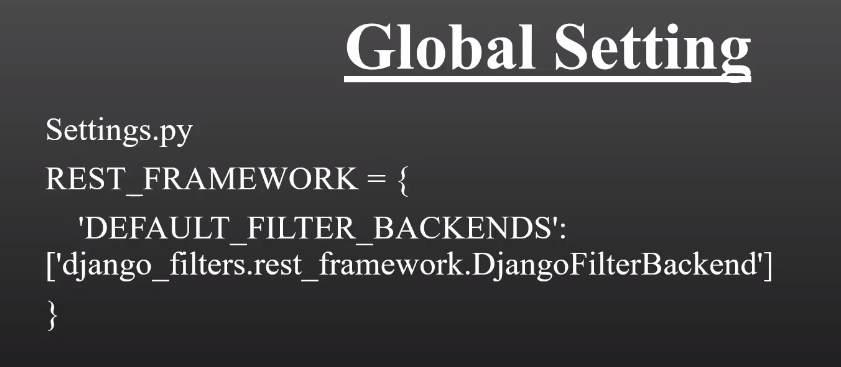 Global Setting
Settings.py
REST_FRAMEWORK = {
'DEFAULT_FILTER_BACKENDS':
['django_filters.rest_framework.DjangoFilterBackend']
}